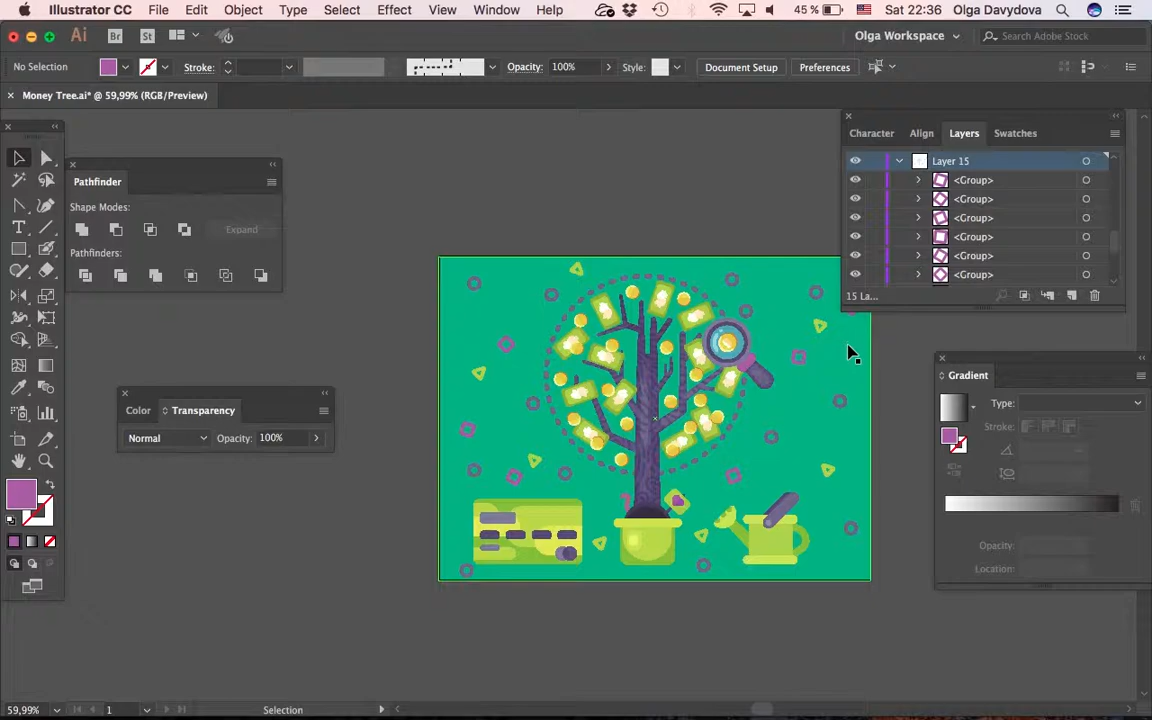 Illustrator CC File Edit Object Type Select Effect View Window Help 45 % Sat 22:36 Olga Davydova
Ai Br St Olga Workspace Search Adobe Stock
No Selection Stroke: Opacity: 100% Style: Document Setup Preferences
Money Tree.ai* @ 59,99% (RGB/Preview)
Character Align Layers Swatches
Layer 15
<Group>
<Group>
<Group>
<Group>
<Group>
<Group>
15 La...
Pathfinder
Shape Modes:
Expand
Pathfinders:
Color Transparency
Normal Opacity: 100%
Gradient
Type:
Stroke:
Opacity:
Location:
59,99% 1 Selection